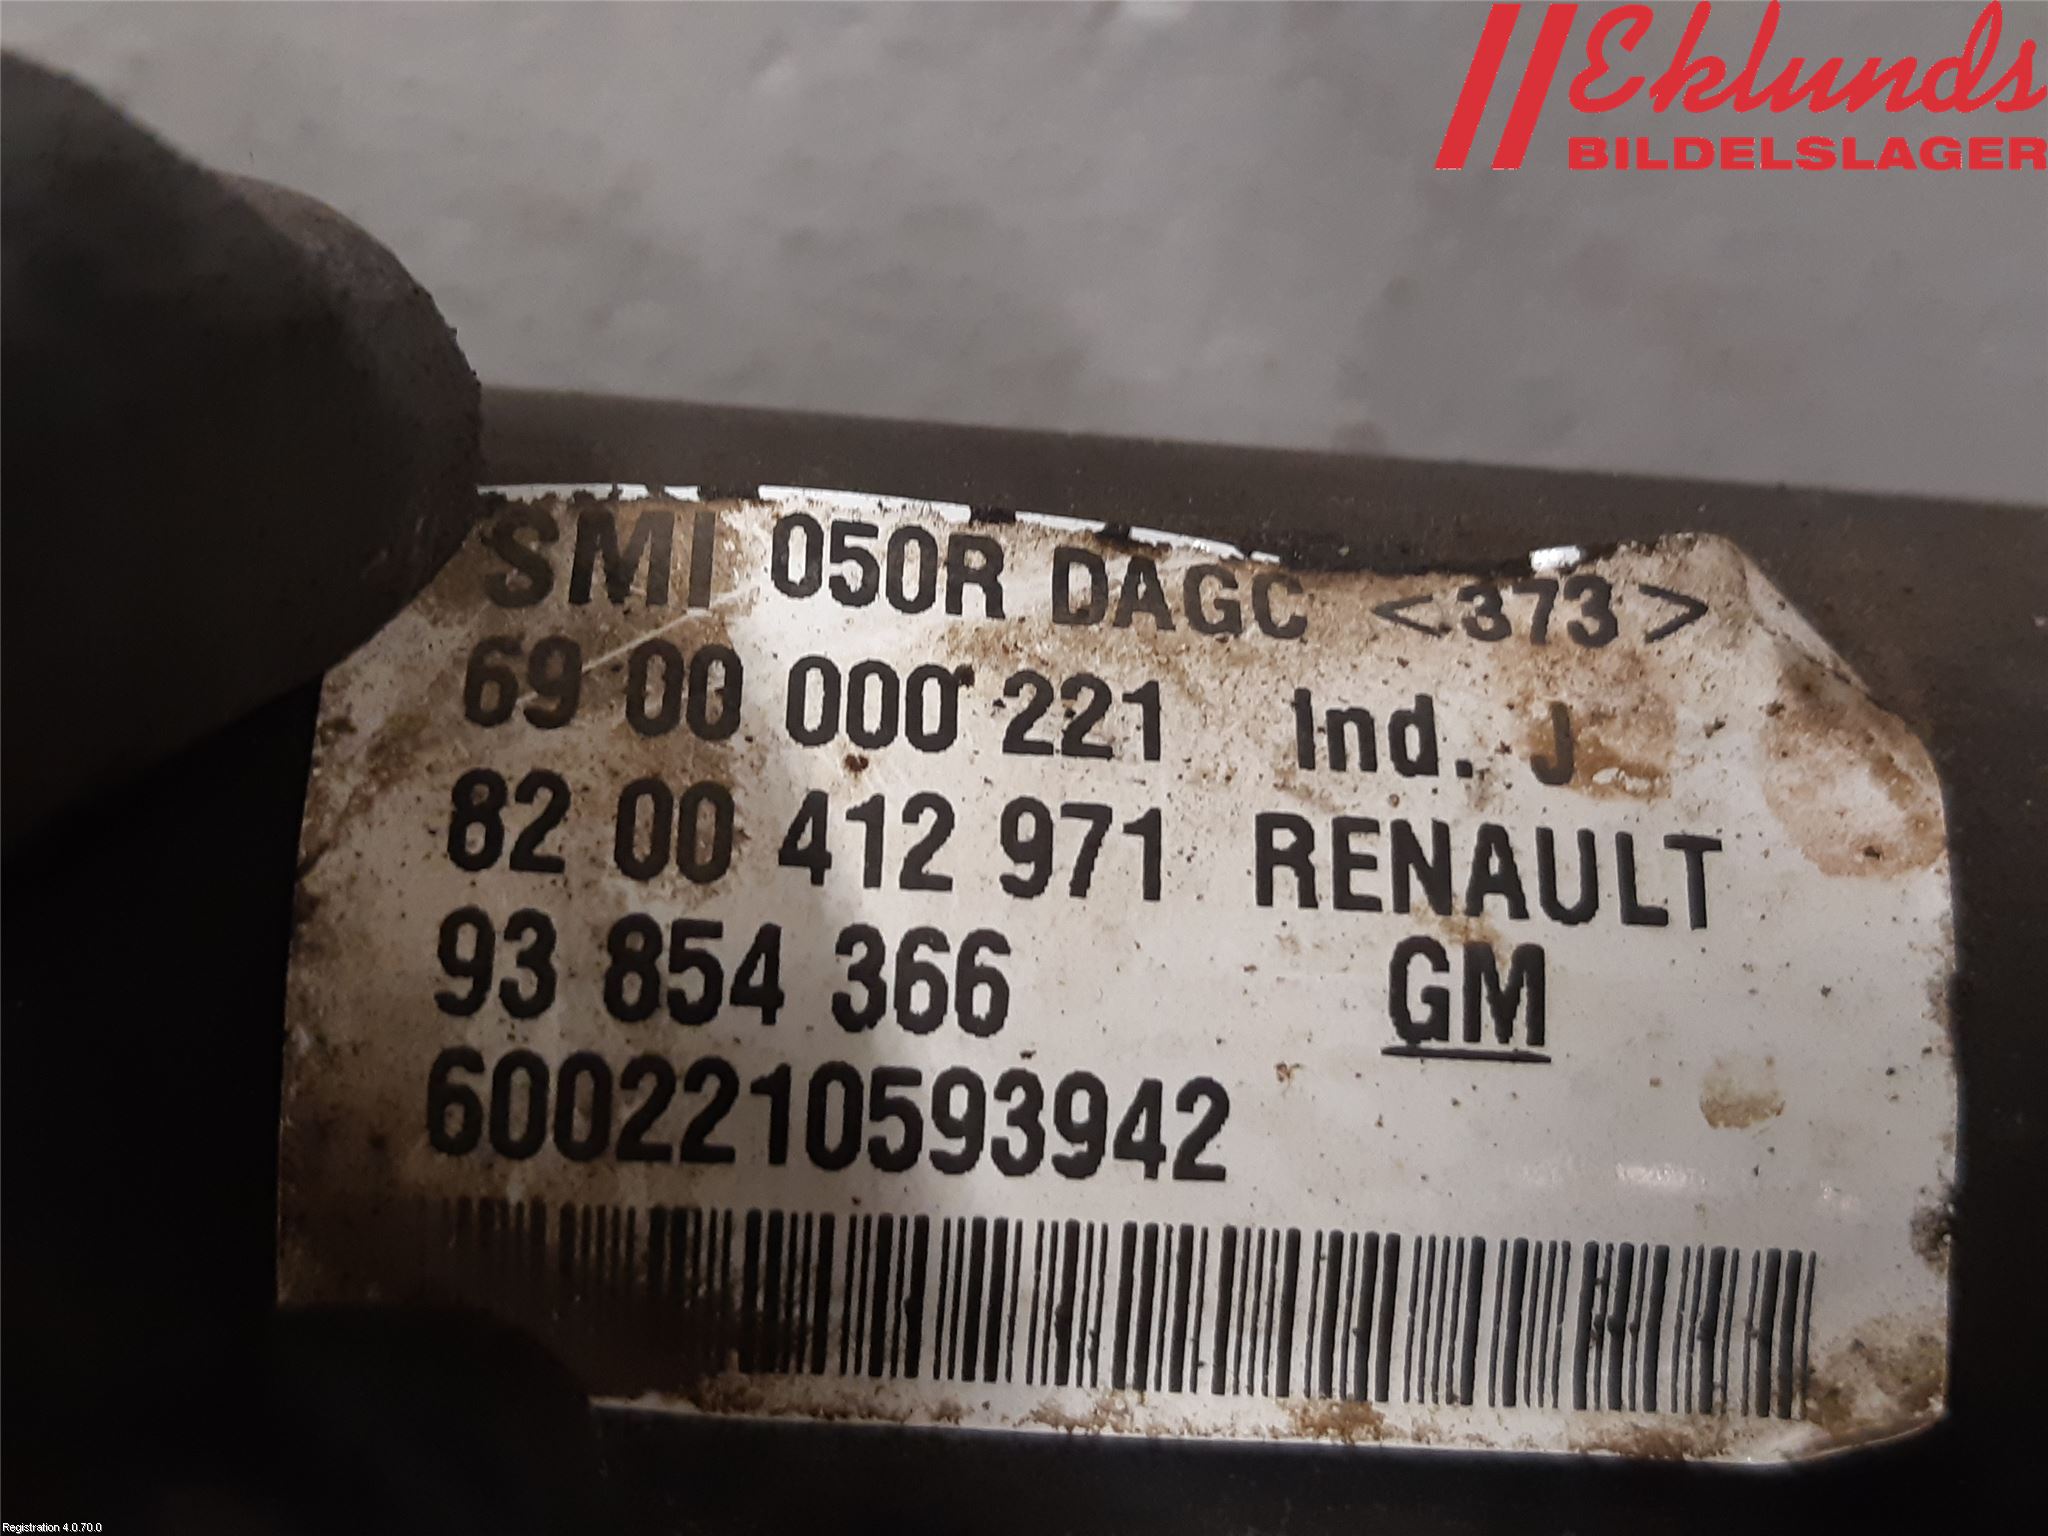 Eklunds
BILDELSLAGER
SMI 050R DAGC <373>
69 00 000 221 Ind. J
82 00 412 971 RENAULT
93 854 366 GM
6002210593942
Registration 4.0.70.0